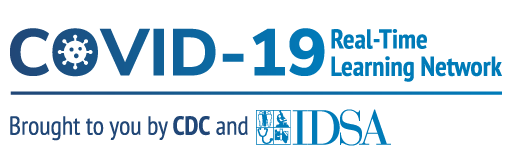 COVID-19 Real-Time
Learning Network
Brought to you by CDC and IDSA